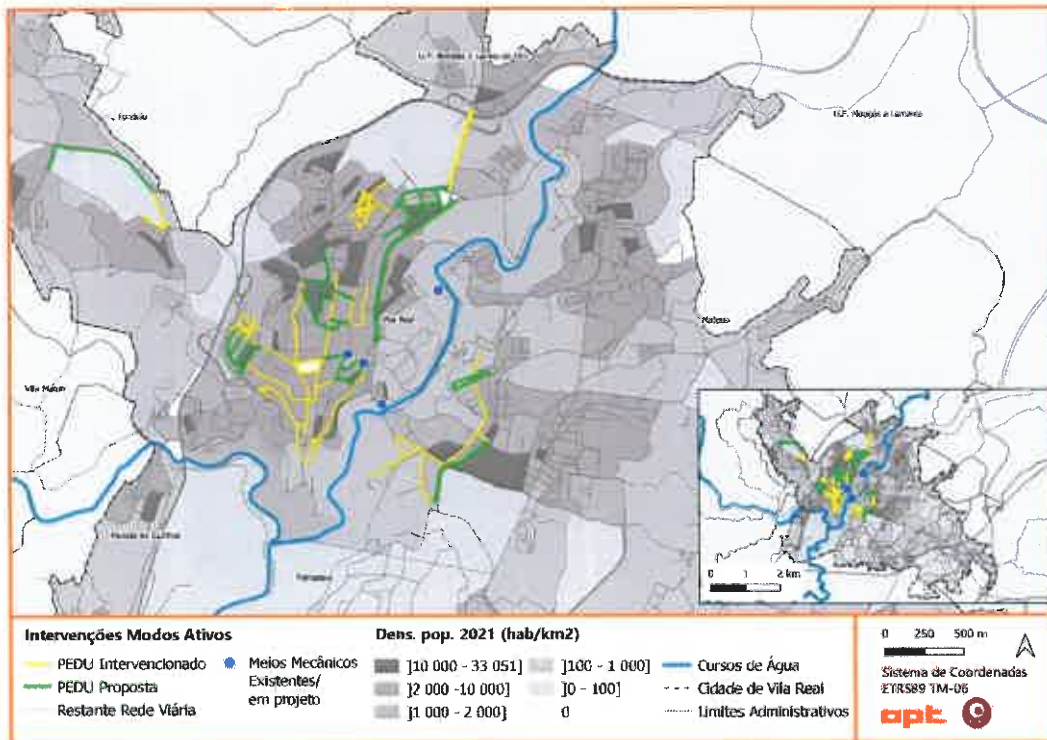 Mateus
Vila Real
0 1 2 km
Intervenções Modos Ativos
PEDU Intervencionado
PEDU Proposta
Restante Rede Viária
Meios Mecânicos
Existentes/
em projeto
Dens. pop. 2021 (hab/km2)
]10 000 - 33 051]
]2 000 -10 000]
]1 000 - 2 000]
]100 - 1 000]
]0 - 100]
0
Cursos de Água
Cidade de Vila Real
Limites Administrativos
0 250 500 m
Sistema de Coordenadas
ETRS89 TM-06
apt